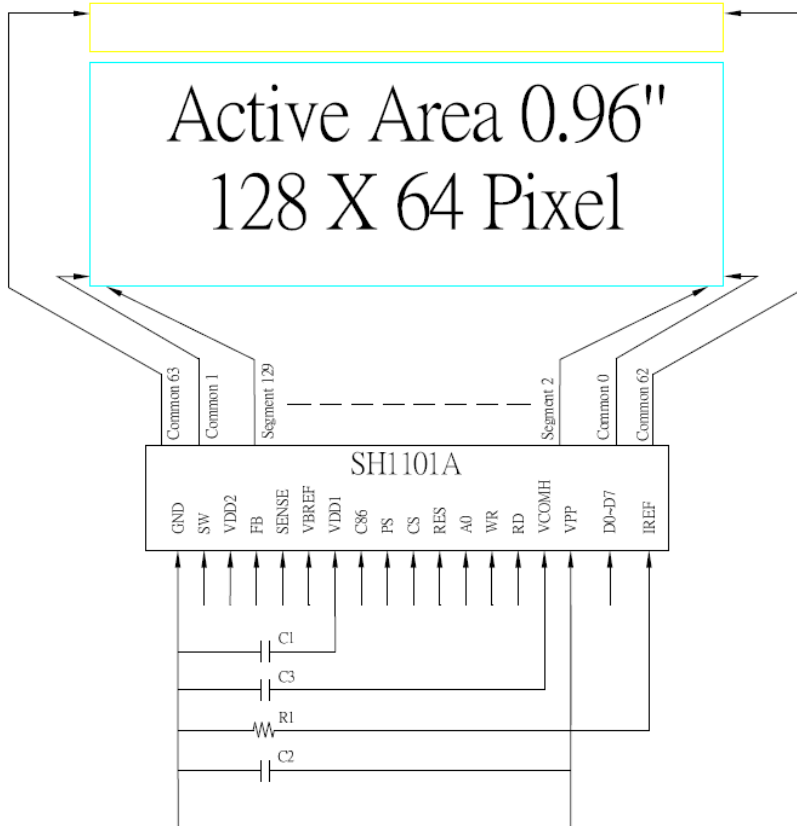 Active Area 0.96"
128 X 64 Pixel
Common 63
Common 1
Segment 129
Segment 2
Common 0
Common 62
SH1101A
GND
SW
VDD2
FB
SENSE
VBREF
VDD1
C86
PS
CS
RES
A0
WR
RD
VCOMH
VPP
D0~D7
IREF
C1
C3
R1
C2